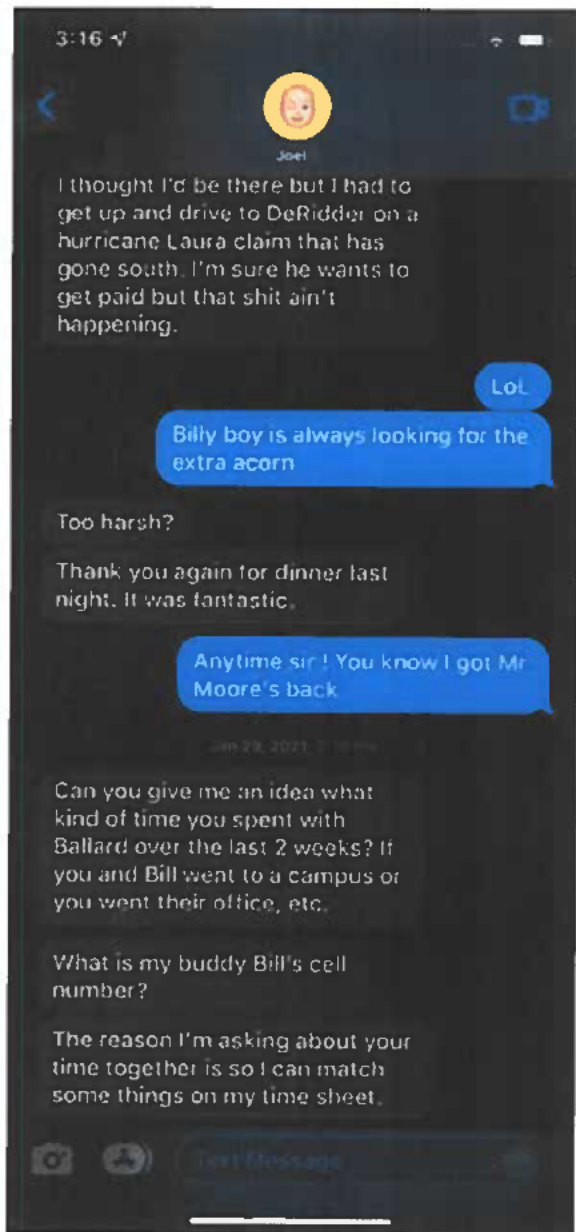 3:16
Joel
I thought I'd be there but I had to
get up and drive to DeRidder on a
hurricane Laura claim that has
gone south. I'm sure he wants to
get paid but that shit ain't
happening.
LoL
Billy boy is always looking for the
extra acorn
Too harsh?
Thank you again for dinner last
night. It was fantastic.
Anytime sir ! You know I got Mr
Moore's back
Jan 29, 2021
Can you give me an idea what
kind of time you spent with
Ballard over the last 2 weeks? If
you and Bill went to a campus or
you went their office, etc.
What is my buddy Bill's cell
number?
The reason I'm asking about your
time together is so I can match
some things on my time sheet.
Text Message